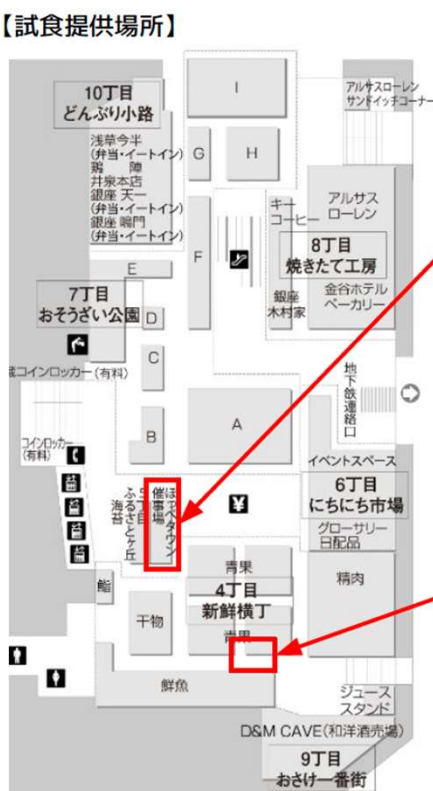 【試食提供場所】
10丁目
どんぶり小路
浅草今半
(弁当・イートイン)
鶏 陣
井泉本店
銀座 天一
(弁当・イートイン)
銀座 鳴門
(弁当・イートイン)
I
アルサスローレン
サンドイッチコーナー
G
H
キー
コーヒー
アルサス
ローレン
F
8丁目
焼きたて工房
銀座
木村家
金谷ホテル
ベーカリー
E
7丁目
おそうざい公園
D
C
コインロッカー(有料)
地下鉄連絡口
B
A
コインロッカー
(有料)
イベントスペース
6丁目
にちにち市場
グローサリー
日配品
ほっぺタウン
催事場
5丁目
ふるさとヶ丘
海苔
¥
鮨
青果
4丁目
新鮮横丁
青果
干物
精肉
鮮魚
ジュース
スタンド
D&M CAVE(和洋酒売場)
9丁目
おさけ一番街